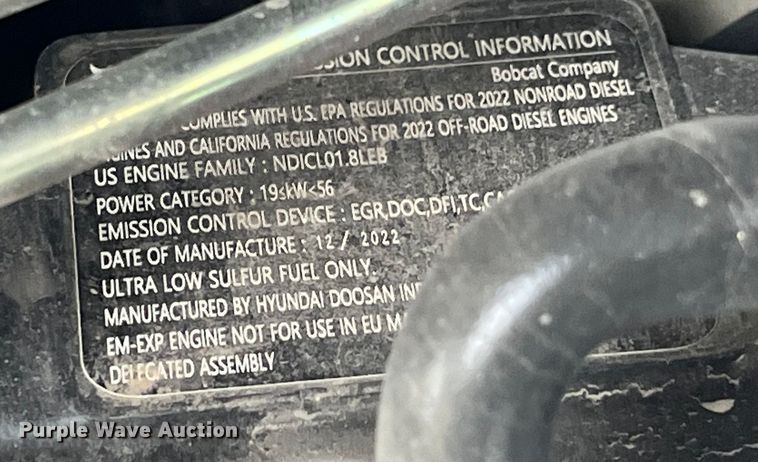 CONTROL INFORMATION
Bobcat Company
COMPLIES WITH U.S. EPA REGULATIONS FOR 2022 NONROAD DIESEL
AND CALIFORNIA REGULATIONS FOR 2022 OFF-ROAD DIESEL ENGINES
US ENGINE FAMILY : NDICL01.8LEB
POWER CATEGORY : 19≤kW<56
EMISSION CONTROL DEVICE : EGR,DOC,DFI,TC,
DATE OF MANUFACTURE : 12 / 2022
ULTRA LOW SULFUR FUEL ONLY.
MANUFACTURED BY HYUNDAI DOOSAN
EM-EXP ENGINE NOT FOR USE IN EU
DELEGATED ASSEMBLY
Purple Wave Auction